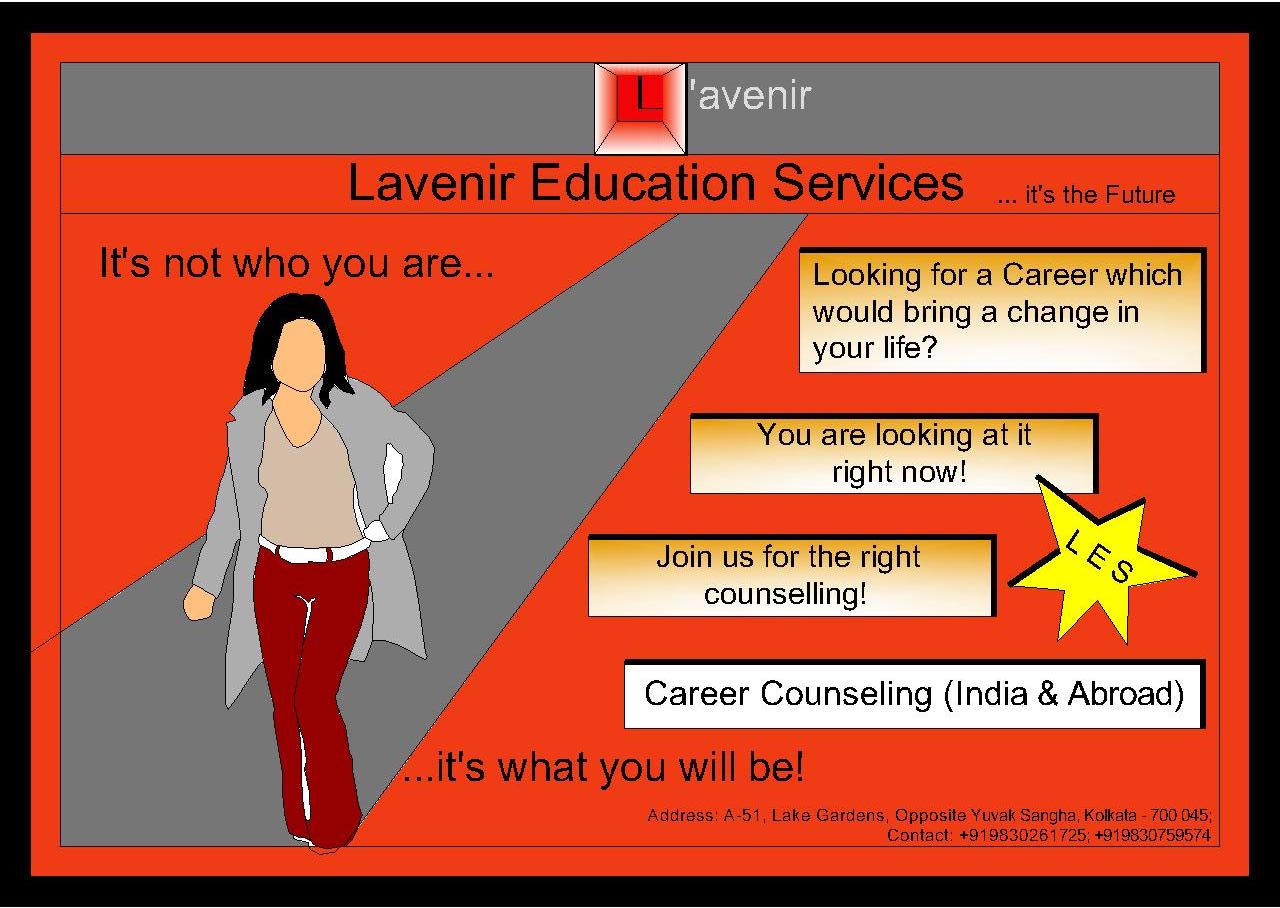 L'avenir
Lavenir Education Services ... it's the Future
It's not who you are...
Looking for a Career which
would bring a change in
your life?
You are looking at it
right now!
Join us for the right
counselling!
LES
Career Counseling (India & Abroad)
...it's what you will be!
Address: A-51, Lake Gardens, Opposite Yuvak Sangha, Kolkata - 700 045;
Contact: +919830261725; +919830759574